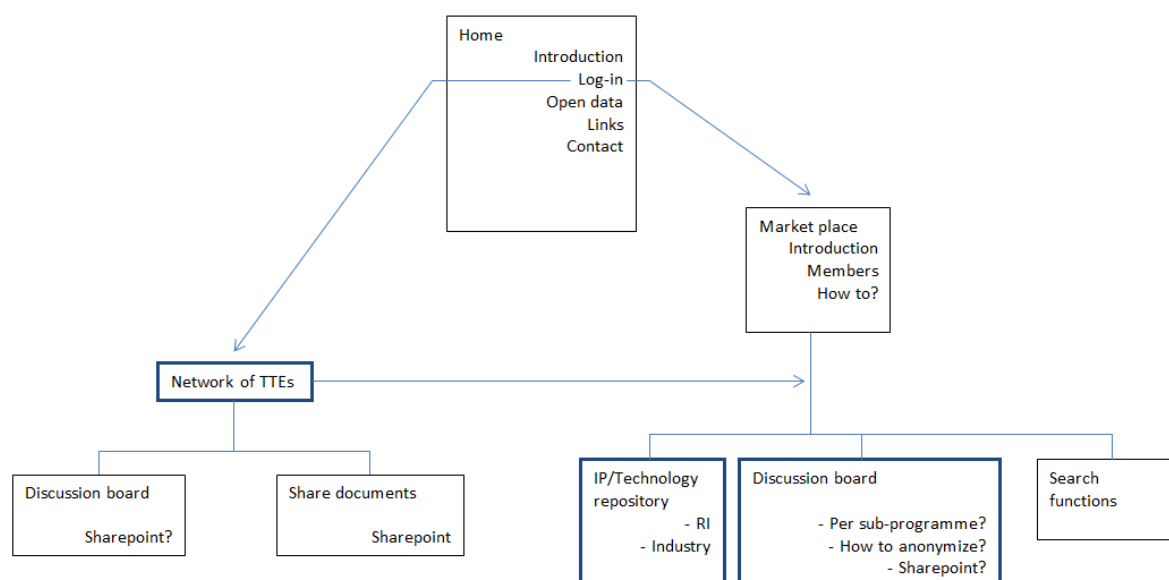 Home
Introduction
Log-in
Open data
Links
Contact
Market place
Introduction
Members
How to?
Network of TTEs
Discussion board
Sharepoint?
Share documents
Sharepoint
IP/Technology
repository
- RI
- Industry
Discussion board
- Per sub-programme?
- How to anonymize?
- Sharepoint?
Search
functions